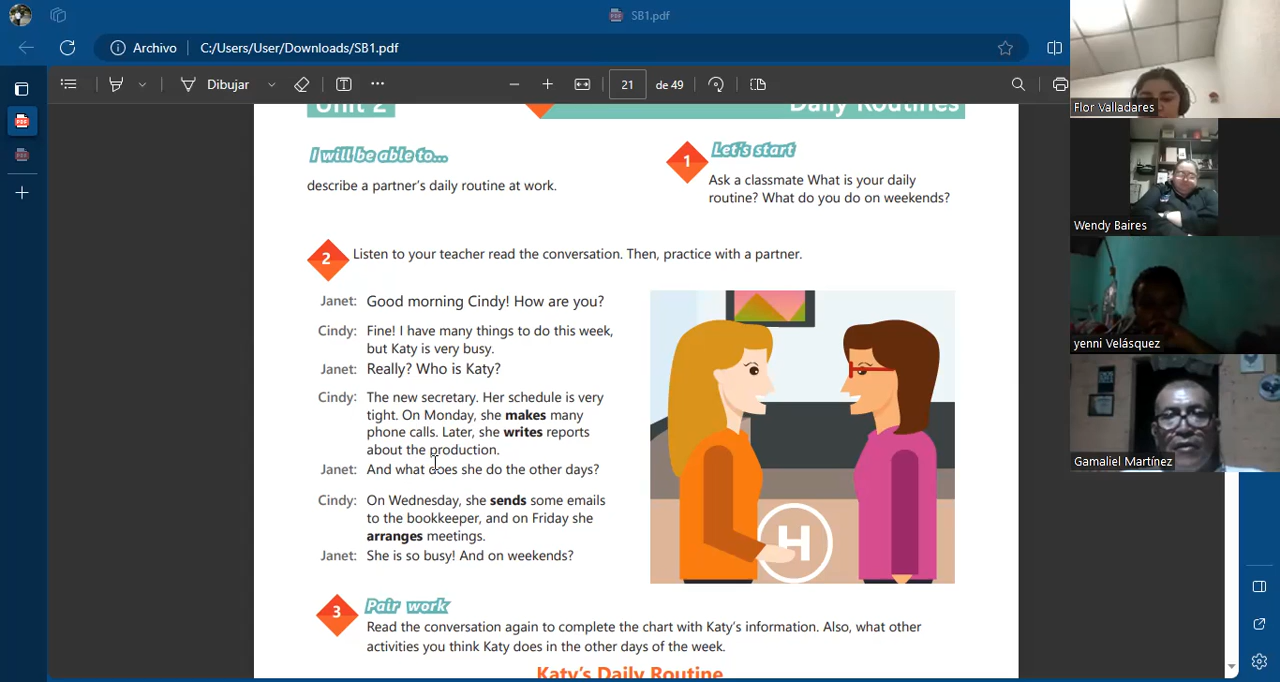 SB1.pdf
Archivo
C:/Users/User/Downloads/SB1.pdf
Dibujar
21
de 49
Unit 2
Daily Routines
I will be able to...
describe a partner's daily routine at work.
1
Let's start
Ask a classmate What is your daily
routine? What do you do on weekends?
2
Listen to your teacher read the conversation. Then, practice with a partner.
Janet: Good morning Cindy! How are you?
Cindy: Fine! I have many things to do this week,
but Katy is very busy.
Janet: Really? Who is Katy?
Cindy: The new secretary. Her schedule is very
tight. On Monday, she makes many
phone calls. Later, she writes reports
about the production.
Janet: And what does she do the other days?
Cindy: On Wednesday, she sends some emails
to the bookkeeper, and on Friday she
arranges meetings.
Janet: She is so busy! And on weekends?
H
3
Pair work
Read the conversation again to complete the chart with Katy's information. Also, what other
activities you think Katy does in the other days of the week.
Katy's Daily Routine
Flor Valladares
Wendy Baires
yenni Velásquez
Gamaliel Martínez